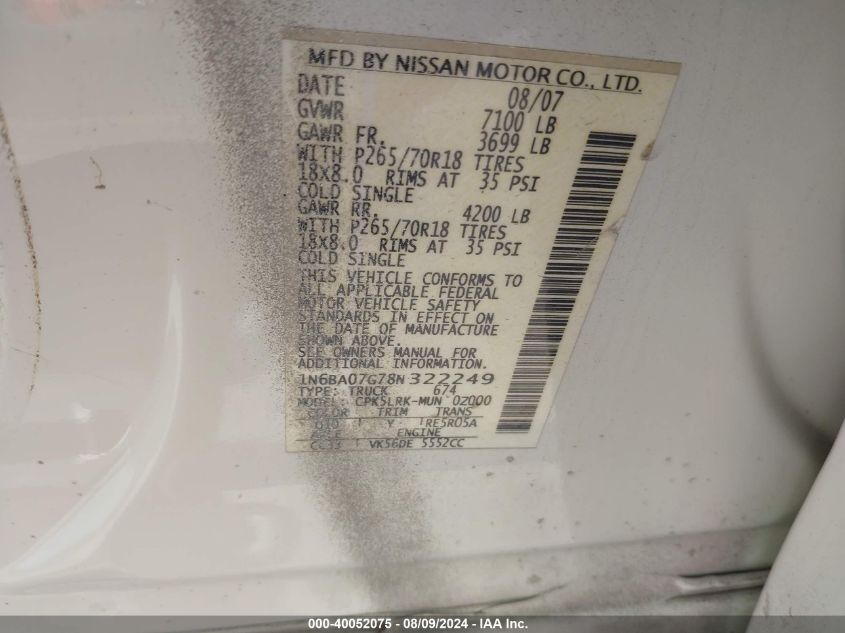 MFD BY NISSAN MOTOR CO., LTD.
DATE 08/07
GVWR 7100 LB
GAWR FR. 3699 LB
WITH P265/70R18 TIRES
18X8.0 RIMS AT 35 PSI
COLD SINGLE
GAWR RR. 4200 LB
WITH P265/70R18 TIRES
18X8.0 RIMS AT 35 PSI
COLD SINGLE
THIS VEHICLE CONFORMS TO
ALL APPLICABLE FEDERAL
MOTOR VEHICLE SAFETY
STANDARDS IN EFFECT ON
THE DATE OF MANUFACTURE
SHOWN ABOVE.
SEE OWNERS MANUAL FOR
ADDITIONAL INFORMATION.
1N6BA07G78N322249
TYPE: TRUCK 674
MODEL: CPK5LRK-MUN 02000
COLOR TRIM TRANS
Y RE5R05A
AXLE ENGINE
VK56DE 5552CC
000-40052075 - 08/09/2024 - IAA Inc.